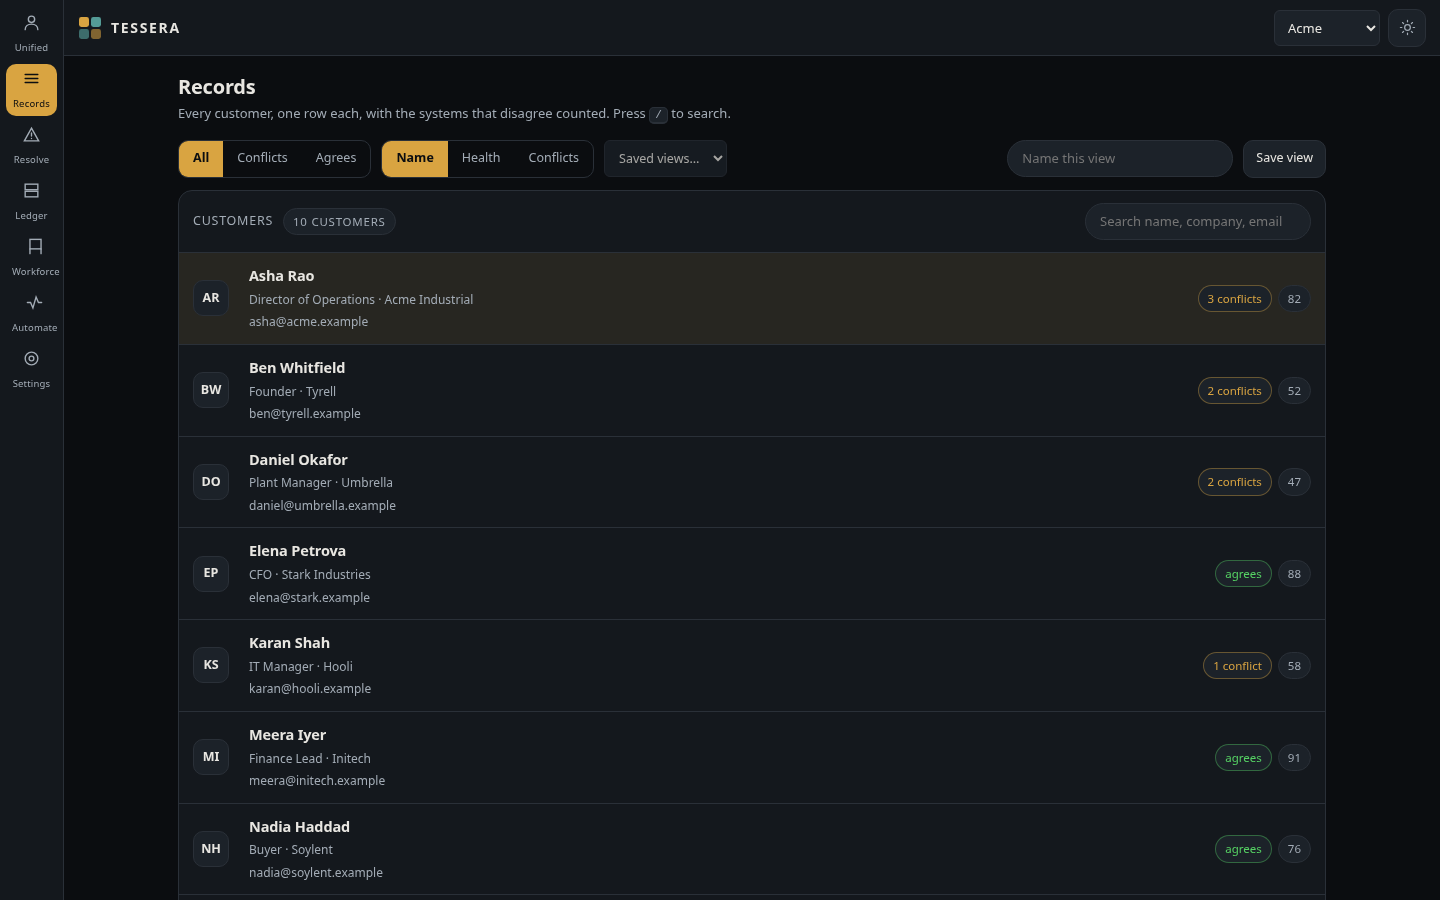 Unified
Records
Resolve
Ledger
Workforce
Automate
Settings
TESSERA
Acme
Records
Every customer, one row each, with the systems that disagree counted. Press / to search.
All Conflicts Agrees Name Health Conflicts Saved views... Name this view Save view
CUSTOMERS 10 CUSTOMERS Search name, company, email
AR Asha Rao
Director of Operations · Acme Industrial
asha@acme.example
3 conflicts 82
BW Ben Whitfield
Founder · Tyrell
ben@tyrell.example
2 conflicts 52
DO Daniel Okafor
Plant Manager · Umbrella
daniel@umbrella.example
2 conflicts 47
EP Elena Petrova
CFO · Stark Industries
elena@stark.example
agrees 88
KS Karan Shah
IT Manager · Hooli
karan@hooli.example
1 conflict 58
MI Meera Iyer
Finance Lead · Initech
meera@initech.example
agrees 91
NH Nadia Haddad
Buyer · Soylent
nadia@soylent.example
agrees 76